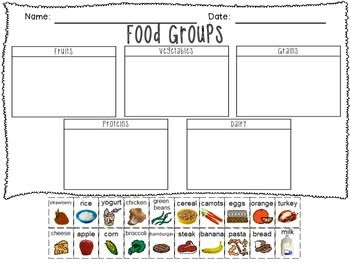 Name: Date:
Food Groups
Fruits Vegetables Grains
Proteins Dairy
strawberry rice yogurt chicken green beans cereal carrots eggs orange turkey
cheese apple corn broccoli hamburger steak banana pasta bread milk